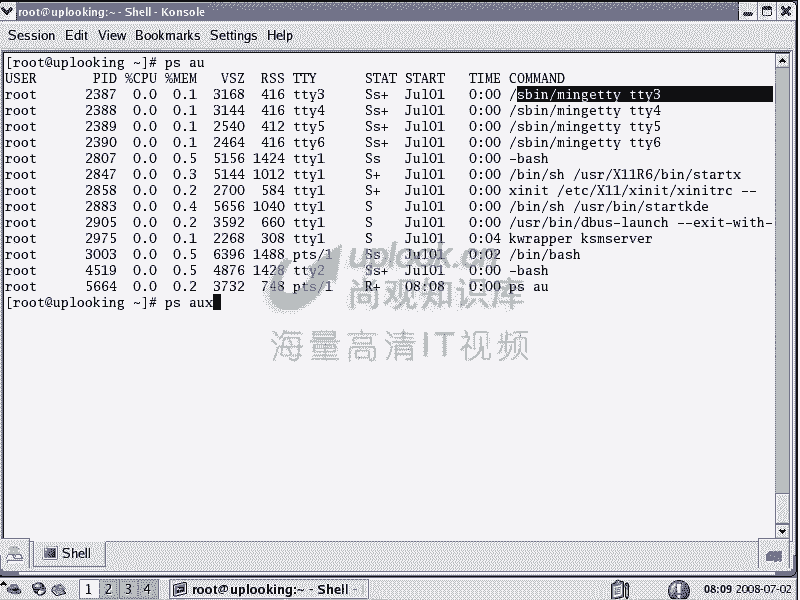 root@uplooking:~ - Shell - Konsole
Session Edit View Bookmarks Settings Help
[root@uplooking ~]# ps au
USER PID %CPU %MEM VSZ RSS TTY STAT START TIME COMMAND
root 2387 0.0 0.1 3168 416 tty3 Ss+ Jul01 0:00 /sbin/mingetty tty3
root 2388 0.0 0.1 3144 416 tty4 Ss+ Jul01 0:00 /sbin/mingetty tty4
root 2389 0.0 0.1 2540 412 tty5 Ss+ Jul01 0:00 /sbin/mingetty tty5
root 2390 0.0 0.1 2464 416 tty6 Ss+ Jul01 0:00 /sbin/mingetty tty6
root 2807 0.0 0.5 5156 1424 tty1 Ss Jul01 0:00 -bash
root 2847 0.0 0.3 5144 1012 tty1 S+ Jul01 0:00 /bin/sh /usr/X11R6/bin/startx
root 2858 0.0 0.2 2700 584 tty1 S+ Jul01 0:00 xinit /etc/X11/xinit/xinitrc --
root 2883 0.0 0.4 5656 1040 tty1 S Jul01 0:00 /bin/sh /usr/bin/startkde
root 2905 0.0 0.2 3592 660 tty1 S Jul01 0:00 /usr/bin/dbus-launch --exit-with-
root 2975 0.0 0.1 2268 308 tty1 S Jul01 0:04 kwrapper ksmserver
root 3003 0.0 0.5 6396 1488 pts/1 Ss Jul01 0:02 /bin/bash
root 4519 0.0 0.5 4876 1428 tty2 Ss+ Jul01 0:00 -bash
root 5664 0.0 0.2 3732 748 pts/1 R+ 08:08 0:00 ps au
[root@uplooking ~]# ps aux
uplook.cn
尚观知识库
海量高清IT视频
Shell
1 2 3 4 root@uplooking:~ - Shell - 08:09 2008-07-02